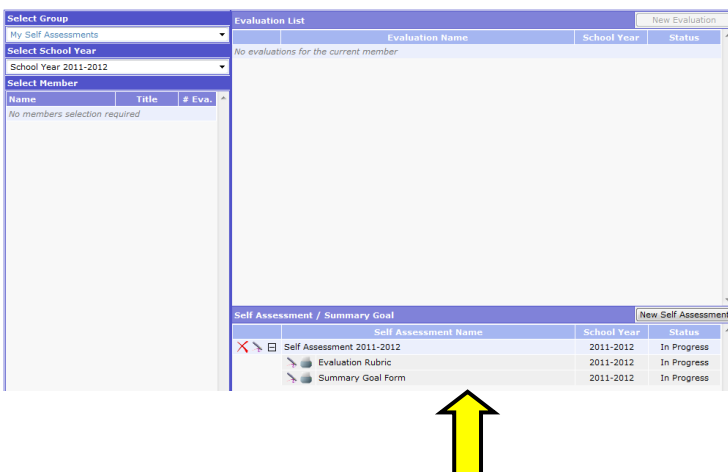 Select Group
My Self Assessments
Select School Year
School Year 2011-2012
Select Member
Name Title # Eva.
No members selection required
Evaluation List New Evaluation
Evaluation Name School Year Status
No evaluations for the current member
Self Assessment / Summary Goal New Self Assessment
Self Assessment Name School Year Status
Self Assessment 2011-2012 2011-2012 In Progress
Evaluation Rubric 2011-2012 In Progress
Summary Goal Form 2011-2012 In Progress